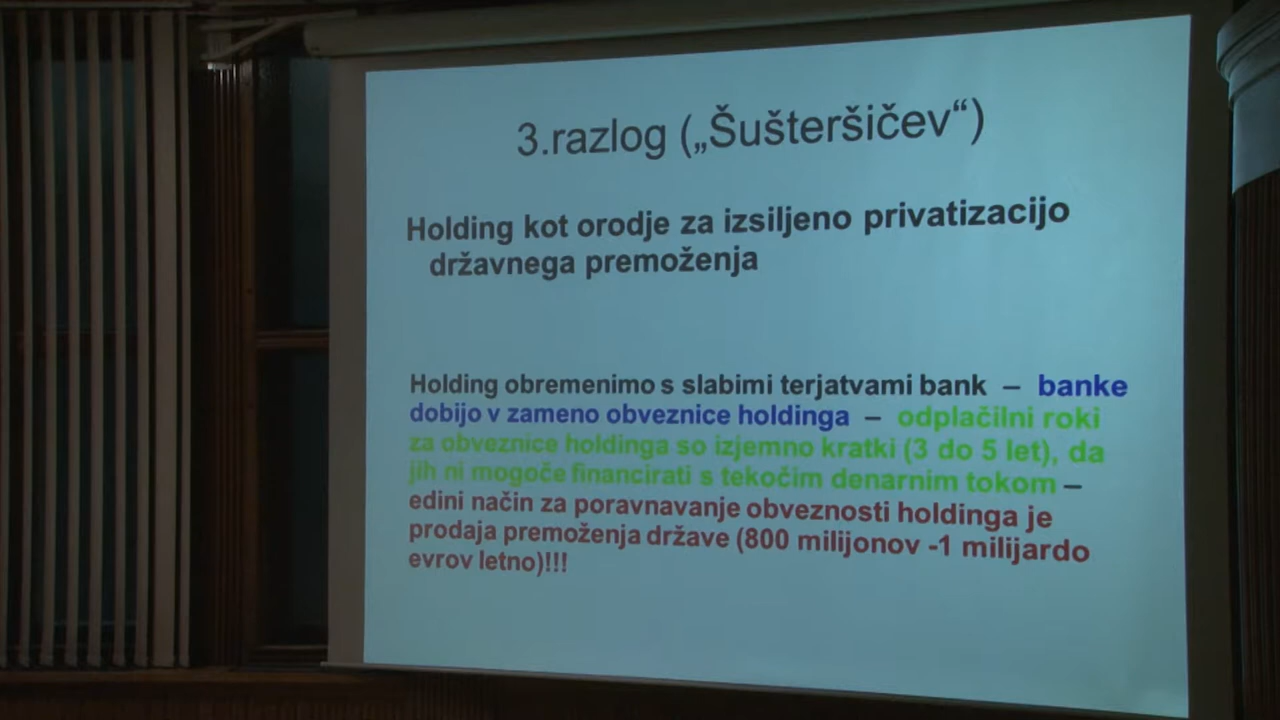 3.razlog („Šušteršičev“)
Holding kot orodje za izsiljeno privatizacijo
državnega premoženja
Holding obremenimo s slabimi terjatvami bank – banke
dobijo v zameno obveznice holdinga – odplačilni roki
za obveznice holdinga so izjemno kratki (3 do 5 let), da
jih ni mogoče financirati s tekočim denarnim tokom –
edini način za poravnavanje obveznosti holdinga je
prodaja premoženja države (800 milijonov -1 milijardo
evrov letno)!!!